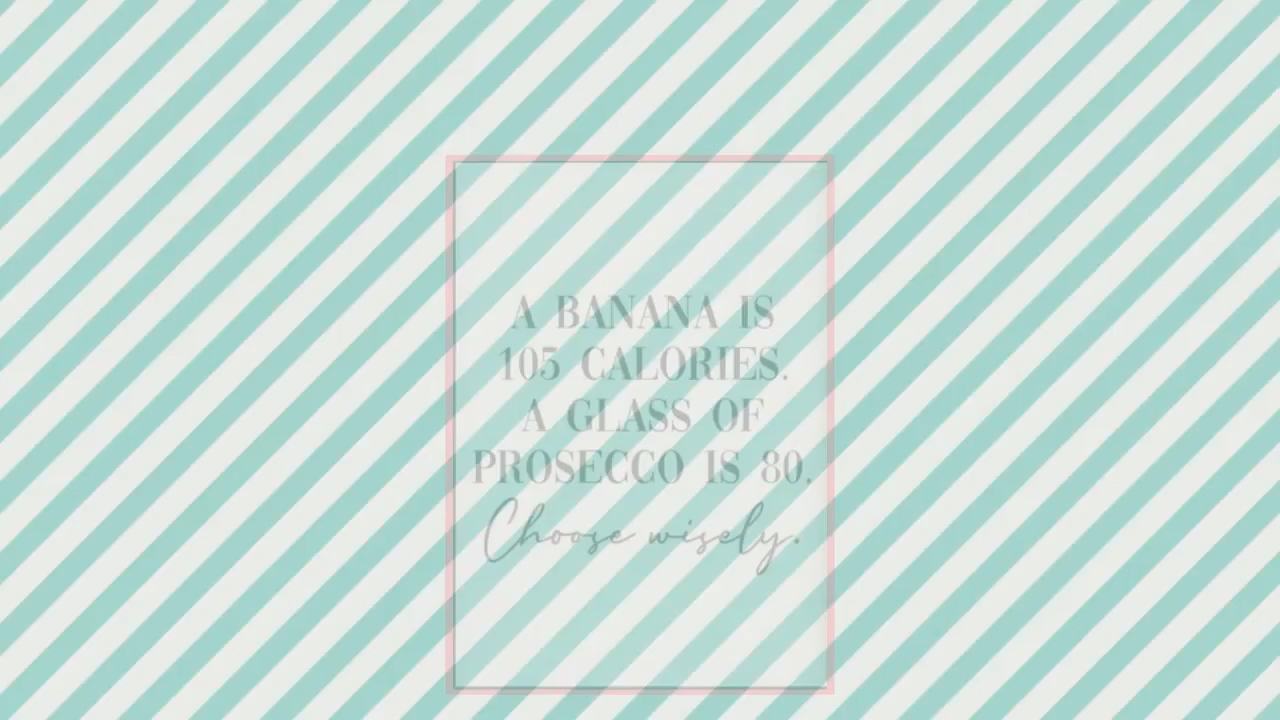 A BANANA IS
105 CALORIES.
A GLASS OF
PROSECCO IS 80.
Choose wisely.